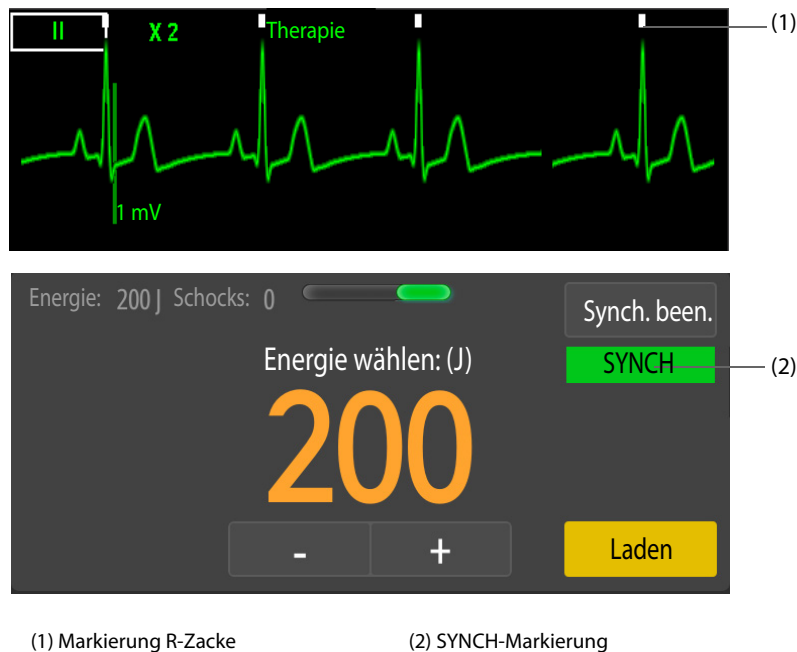 II X 2 Therapie (1)
1 mV
Energie: 200 J Schocks: 0 Synch. been.
Energie wählen: (J) SYNCH (2)
200
- + Laden
(1) Markierung R-Zacke (2) SYNCH-Markierung